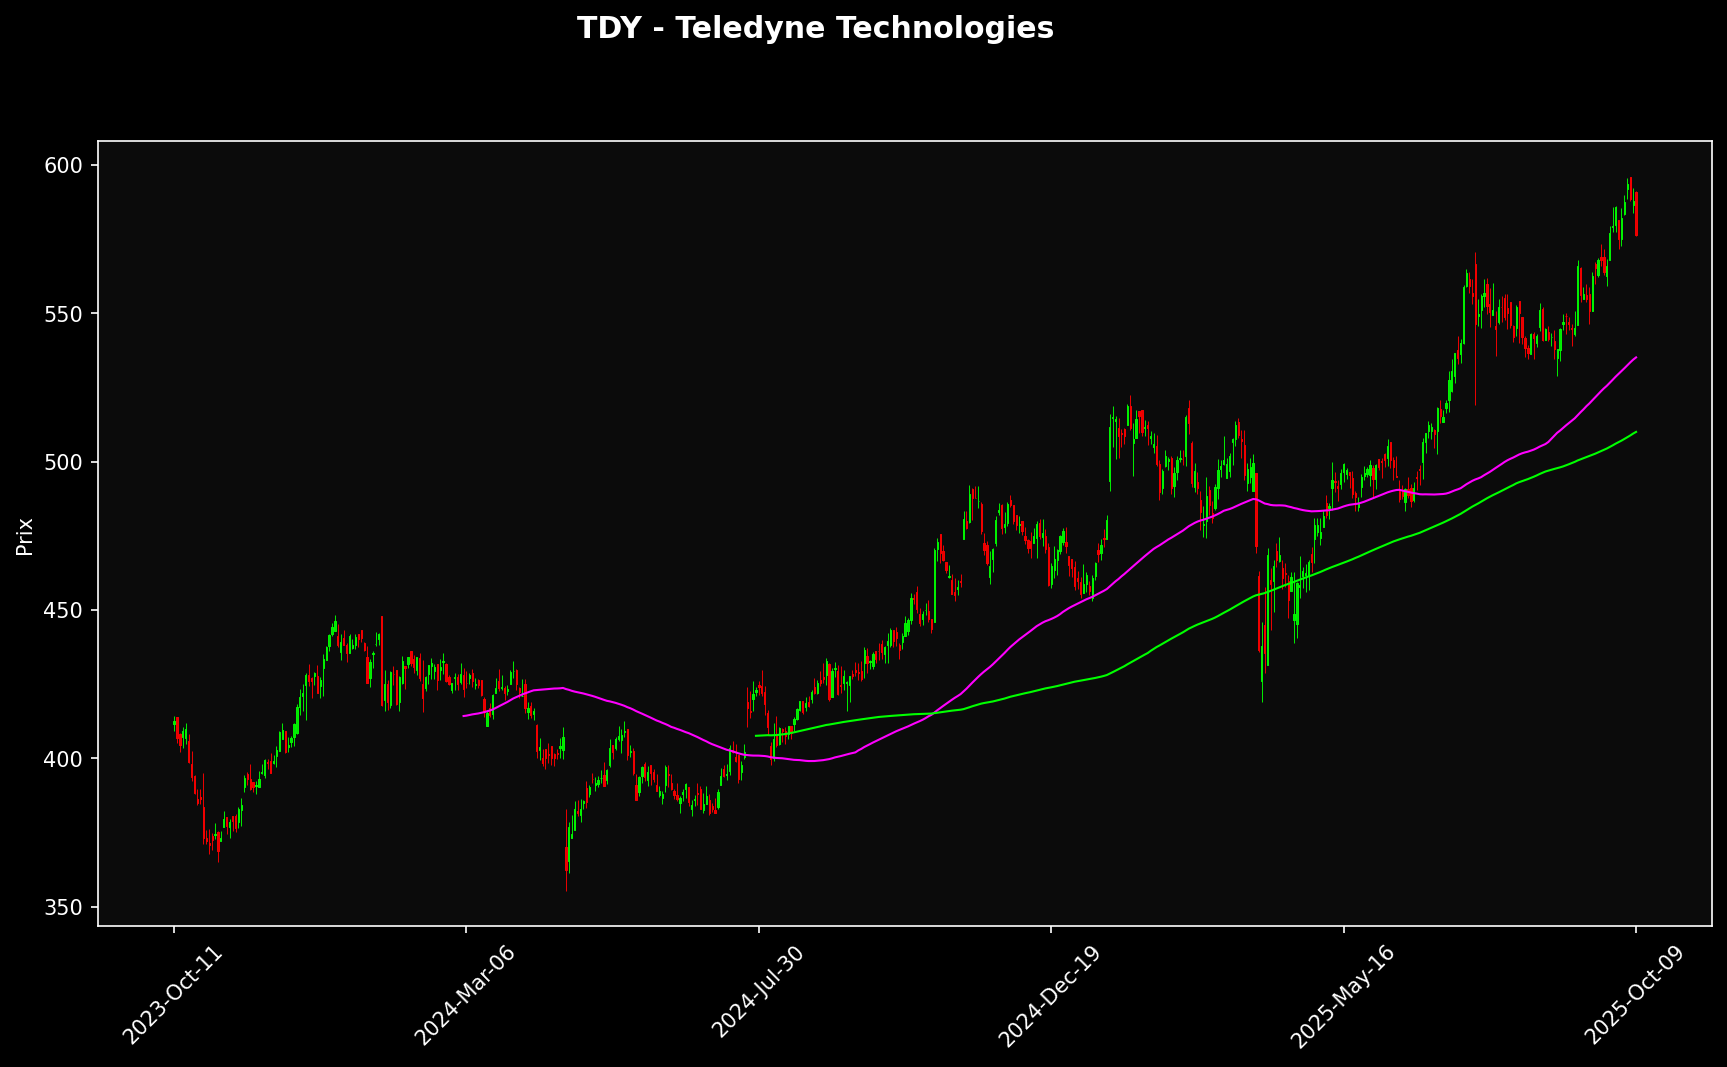 TDY - Teledyne Technologies
600
550
500
450
400
350
Prix
2023-Oct-11
2024-Mar-06
2024-Jul-30
2024-Dec-19
2025-May-16
2025-Oct-09